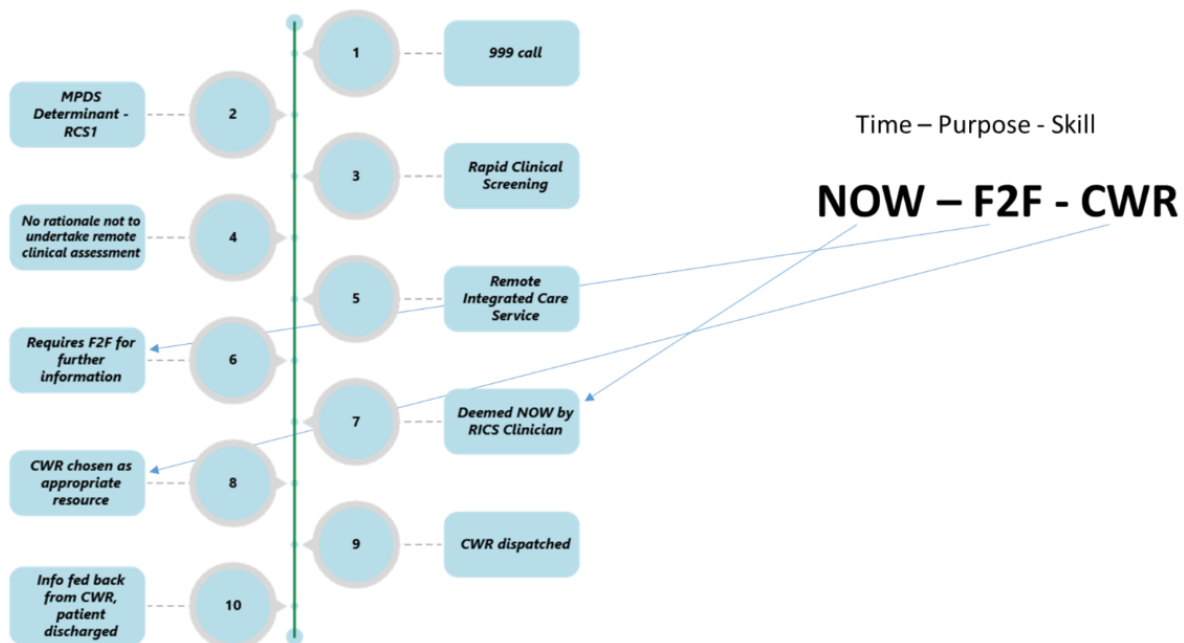 1
999 call
MPDS
Determinant -
RCS1
2
3
Rapid Clinical
Screening
No rationale not to
undertake remote
clinical assessment
4
5
Remote
Integrated Care
Service
Requires F2F for
further
information
6
7
Deemed NOW by
RICS Clinician
CWR chosen as
appropriate
resource
8
9
CWR dispatched
Info fed back
from CWR,
patient
discharged
10
Time – Purpose - Skill
NOW – F2F - CWR